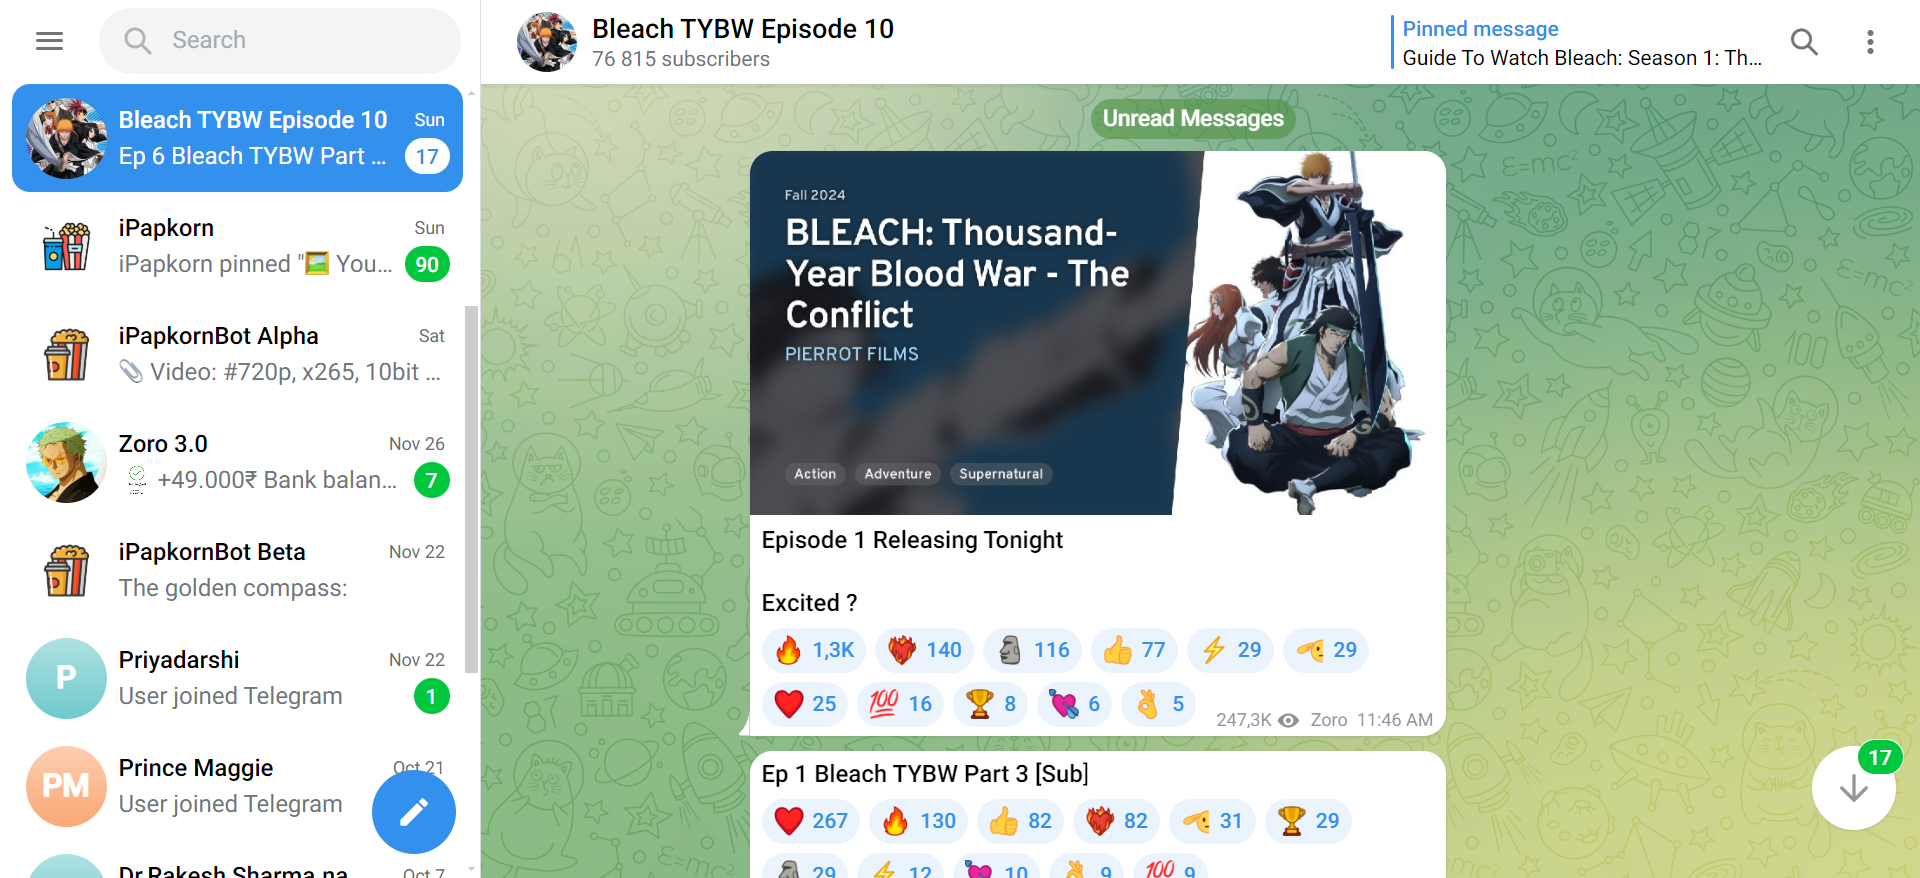 Search
Bleach TYBW Episode 10 Sun
Ep 6 Bleach TYBW Part ... 17
iPapkorn Sun
iPapkorn pinned "🖼 You... 90
iPapkornBot Alpha Sat
📎 Video: #720p, x265, 10bit ...
Zoro 3.0 Nov 26
+49.000₹ Bank balan... 7
iPapkornBot Beta Nov 22
The golden compass:
P
Priyadarshi Nov 22
User joined Telegram 1
PM
Prince Maggie Oct 21
User joined Telegram
Dr Rakesh Sharma na Oct 7
Bleach TYBW Episode 10
76 815 subscribers
Pinned message
Guide To Watch Bleach: Season 1: Th...
Unread Messages
Fall 2024
BLEACH: Thousand-
Year Blood War - The
Conflict
PIERROT FILMS
Action Adventure Supernatural
Episode 1 Releasing Tonight
Excited ?
🔥 1,3K ❤️‍🔥 140 🗿 116 👍 77 ⚡ 29 🫡 29
❤️ 25 💯 16 🏆 8 💘 6 👌 5
247,3K Zoro 11:46 AM
Ep 1 Bleach TYBW Part 3 [Sub]
❤️ 267 🔥 130 👍 82 ❤️‍🔥 82 🫡 31 🏆 29
🗿 29 ⚡ 12 💘 10 👌 9 💯 9
17